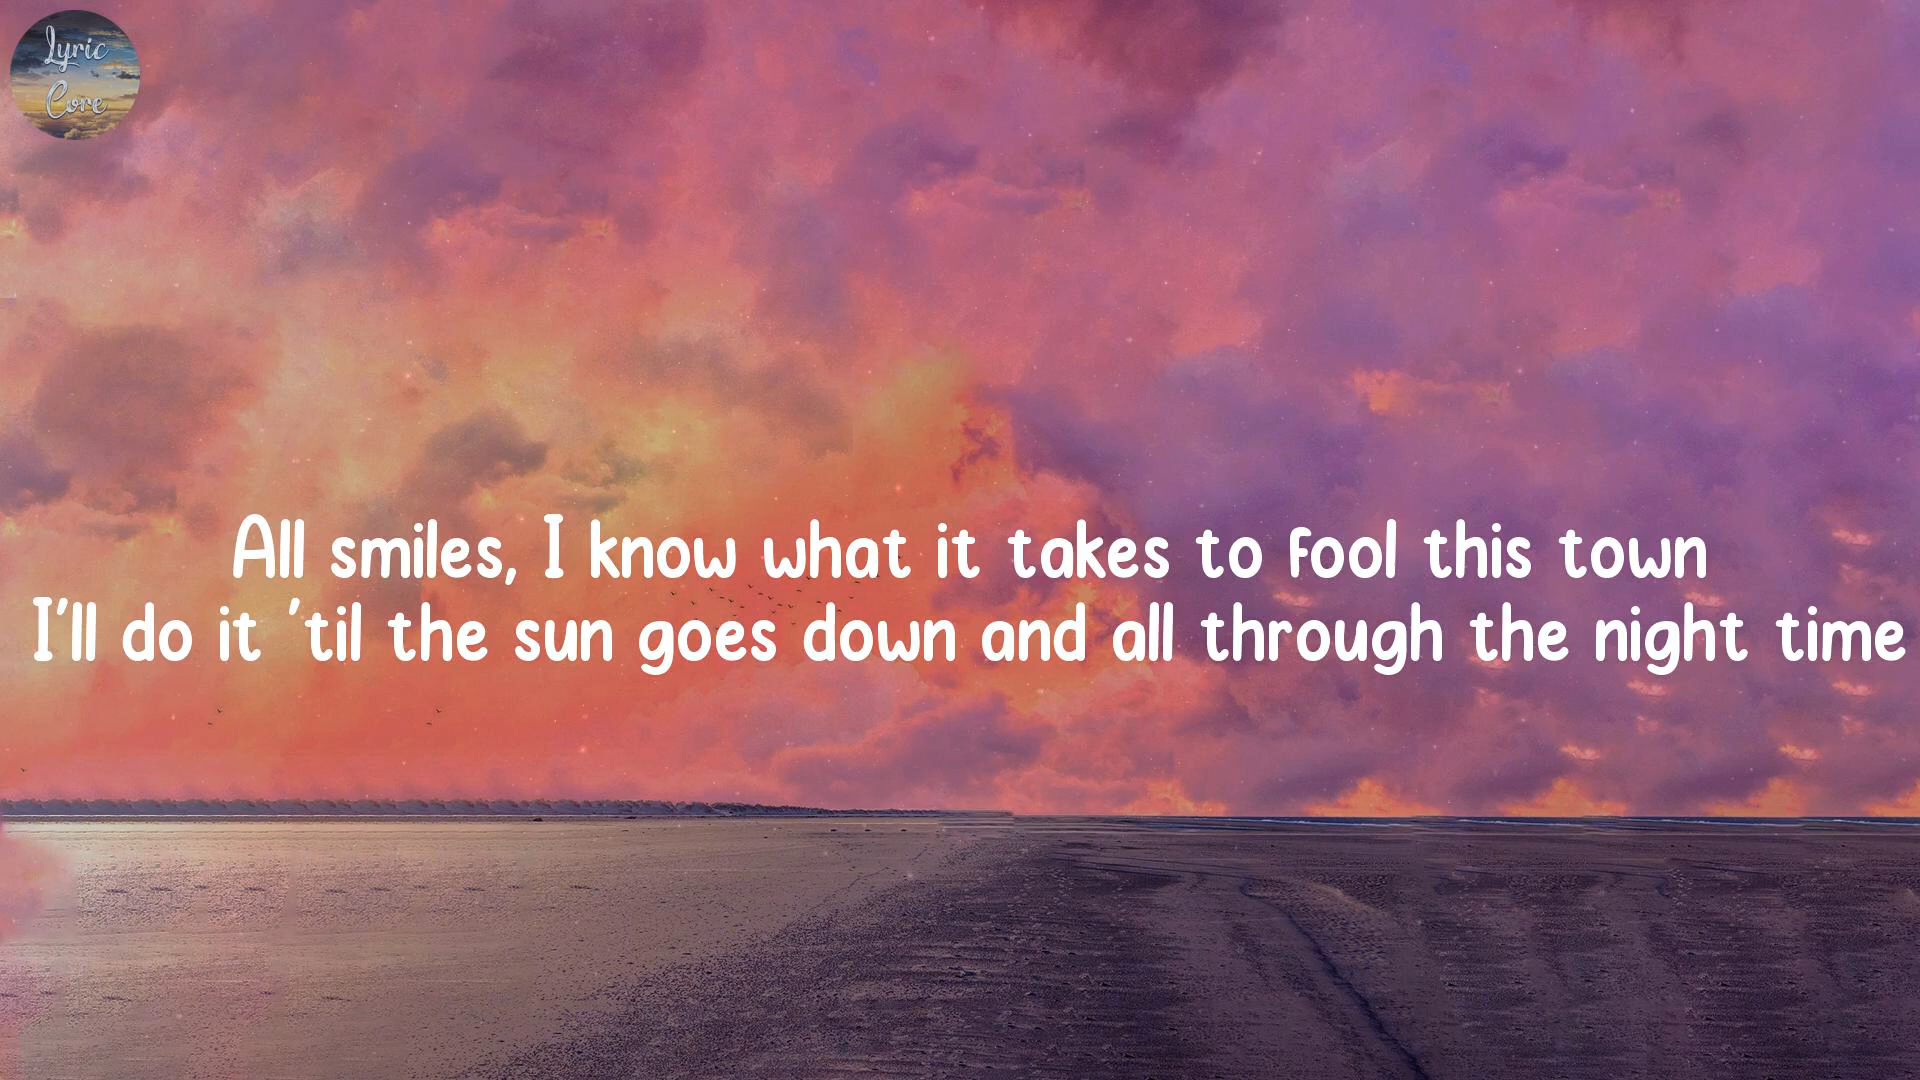 Lyric
Core
All smiles, I know what it takes to fool this town
I'll do it 'til the sun goes down and all through the night time